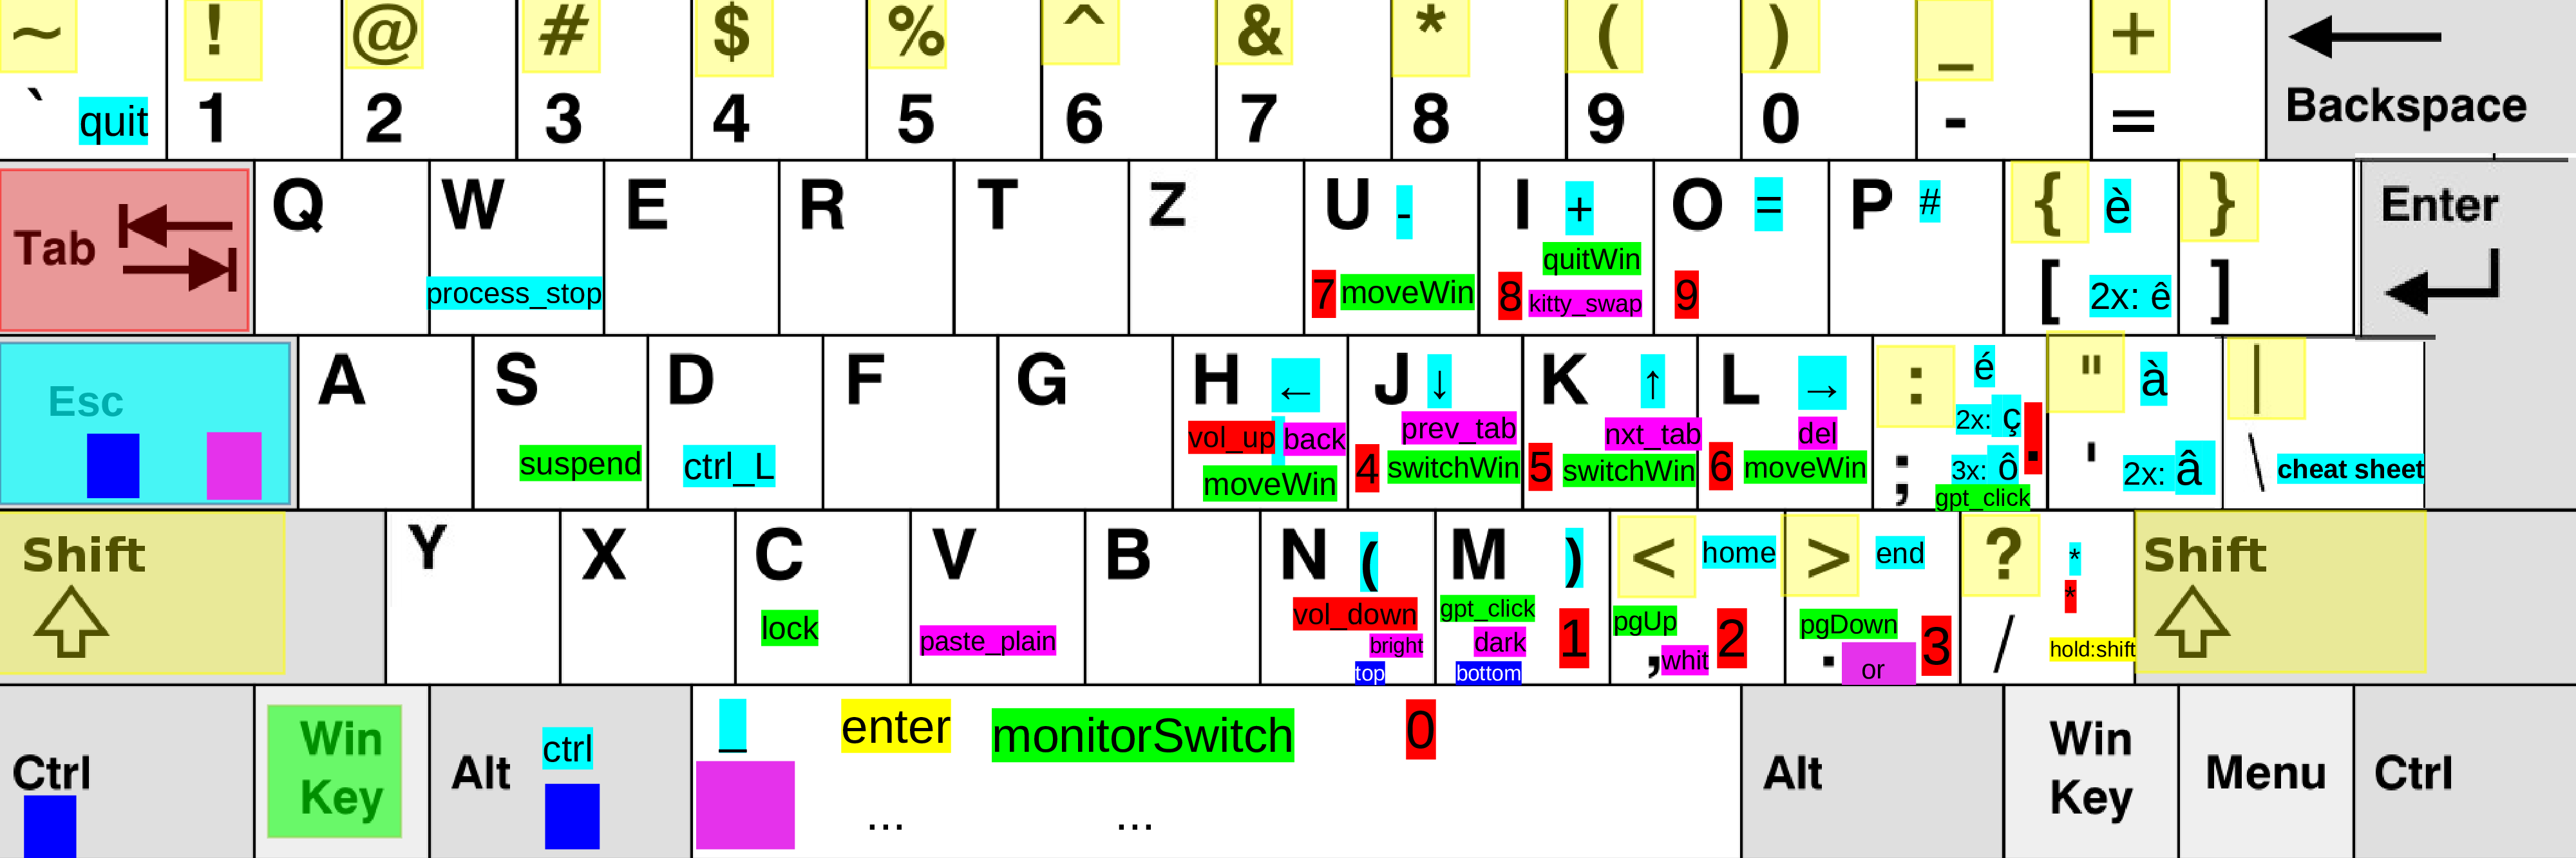 ~ ! @ # $ % ^ & * ( ) _ +
` quit 1 2 3 4 5 6 7 8 9 0 - = Backspace
Tab Q W E R T Z U - I + O = P # { è } Enter
process_stop 7 moveWin quitWin 8 kitty_swap 9 [ 2x: ê ]
Esc A S D F G H ← J ↓ K ↑ L → : é " à |
vol_up back prev_tab nxt_tab del 2x: ç .
suspend ctrl_L moveWin 4 switchWin 5 switchWin 6 moveWin ; 3x: ô ' 2x: â \ cheat sheet
gpt_click
Shift Y X C V B N ( M ) < home > end ? * Shift
lock paste_plain vol_down gpt_click 1 pgUp 2 pgDown 3 / *
bright dark , whit . or hold:shift
top bottom
Ctrl Win Key Alt ctrl _ enter monitorSwitch 0 Alt Win Key Menu Ctrl
... ...